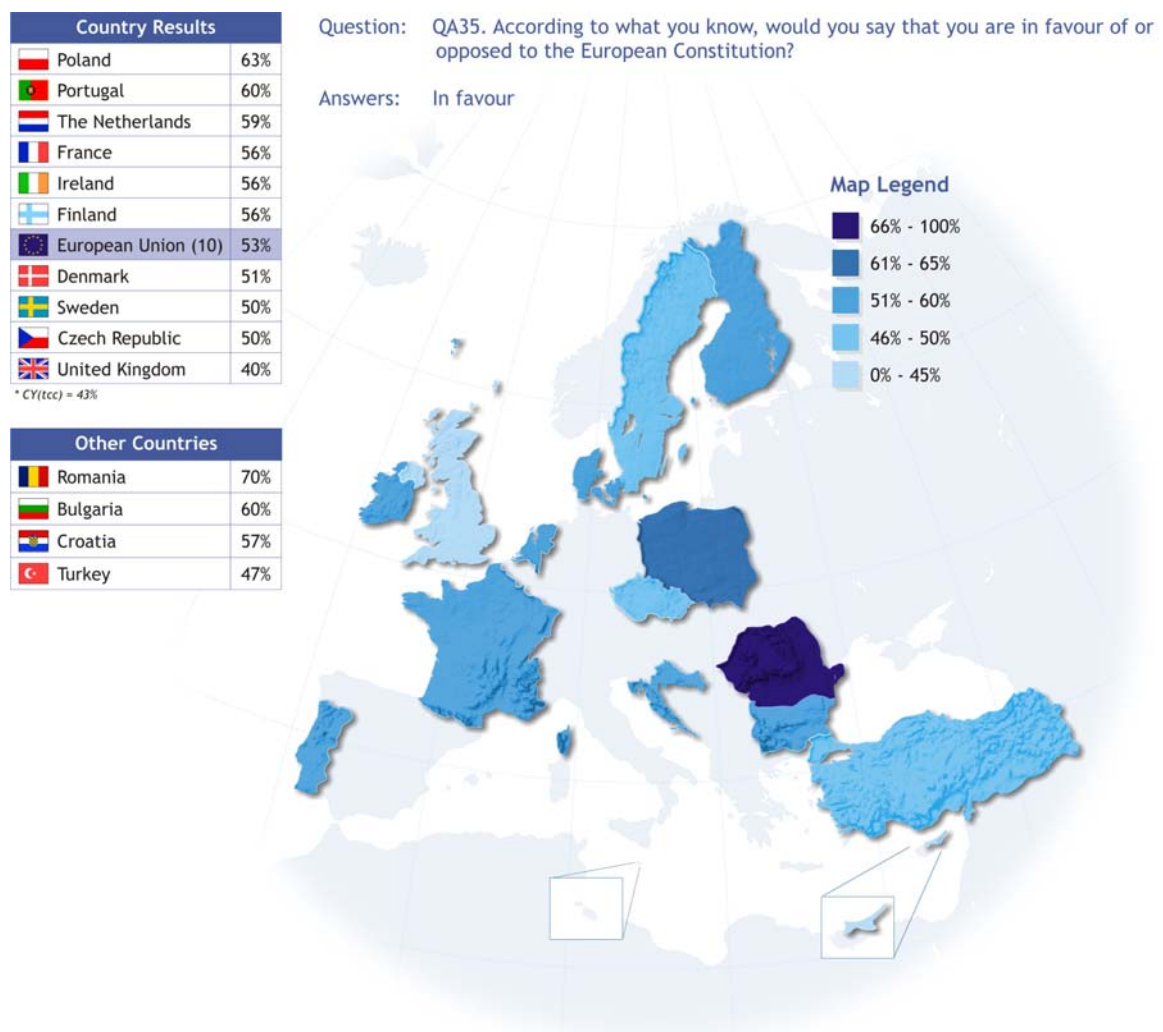 Country Results
Poland 63%
Portugal 60%
The Netherlands 59%
France 56%
Ireland 56%
Finland 56%
European Union (10) 53%
Denmark 51%
Sweden 50%
Czech Republic 50%
United Kingdom 40%
* CY(tcc) = 43%
Other Countries
Romania 70%
Bulgaria 60%
Croatia 57%
Turkey 47%
Question: QA35. According to what you know, would you say that you are in favour of or
opposed to the European Constitution?
Answers: In favour
Map Legend
66% - 100%
61% - 65%
51% - 60%
46% - 50%
0% - 45%